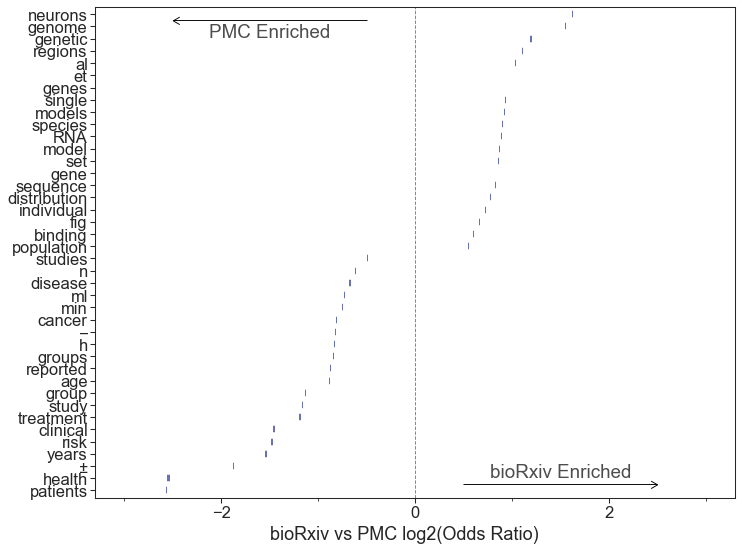 neurons
genome
genetic
regions
al
et
genes
single
models
species
RNA
model
set
gene
sequence
distribution
individual
fig
binding
population
studies
n
disease
ml
min
cancer
–
h
groups
reported
age
group
study
treatment
clinical
risk
years
±
health
patients
PMC Enriched
bioRxiv Enriched
−2
0
2
bioRxiv vs PMC log2(Odds Ratio)